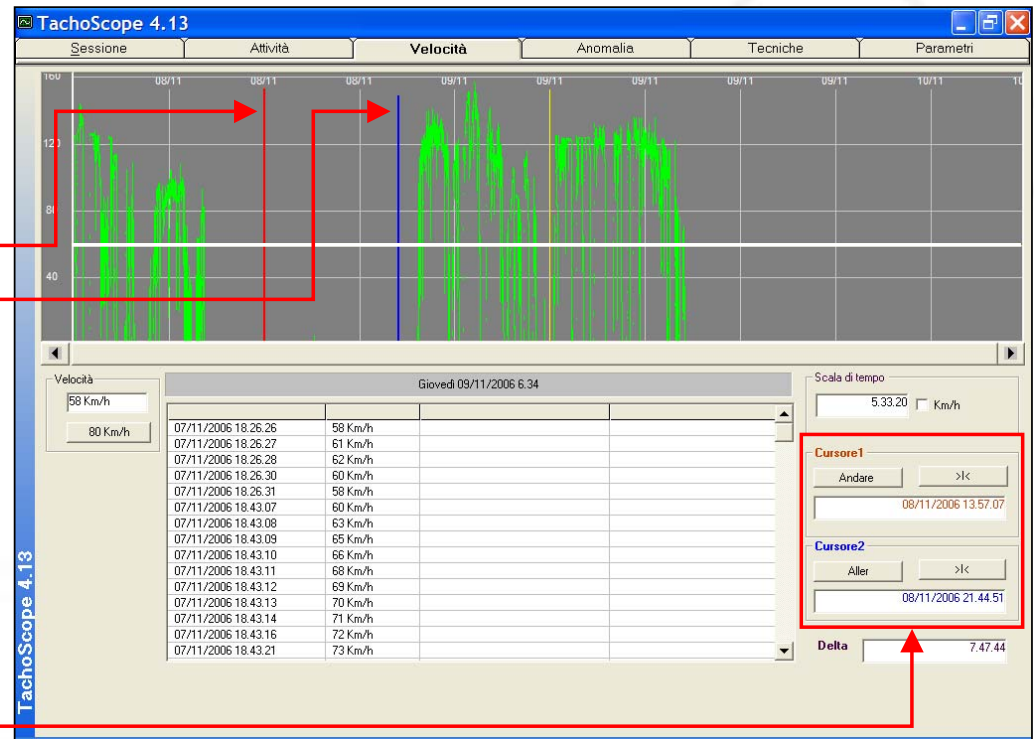 TachoScope 4.13
Sessione Attività Velocità Anomalia Tecniche Parametri
160 08/11 08/11 08/11 09/11 09/11 09/11 09/11 09/11 10/11 10
120
80
40
Velocità
58 Km/h
80 Km/h
Giovedì 09/11/2006 6.34
07/11/2006 18.26.26 58 Km/h
07/11/2006 18.26.27 61 Km/h
07/11/2006 18.26.28 62 Km/h
07/11/2006 18.26.30 60 Km/h
07/11/2006 18.26.31 58 Km/h
07/11/2006 18.43.07 60 Km/h
07/11/2006 18.43.08 63 Km/h
07/11/2006 18.43.09 65 Km/h
07/11/2006 18.43.10 66 Km/h
07/11/2006 18.43.11 68 Km/h
07/11/2006 18.43.12 69 Km/h
07/11/2006 18.43.13 70 Km/h
07/11/2006 18.43.14 71 Km/h
07/11/2006 18.43.16 72 Km/h
07/11/2006 18.43.21 73 Km/h
Scala di tempo
5.33.20 Km/h
Cursore1
Andare >|<
08/11/2006 13.57.07
Cursore2
Aller >|<
08/11/2006 21.44.51
Delta 7.47.44
TachoScope 4.13